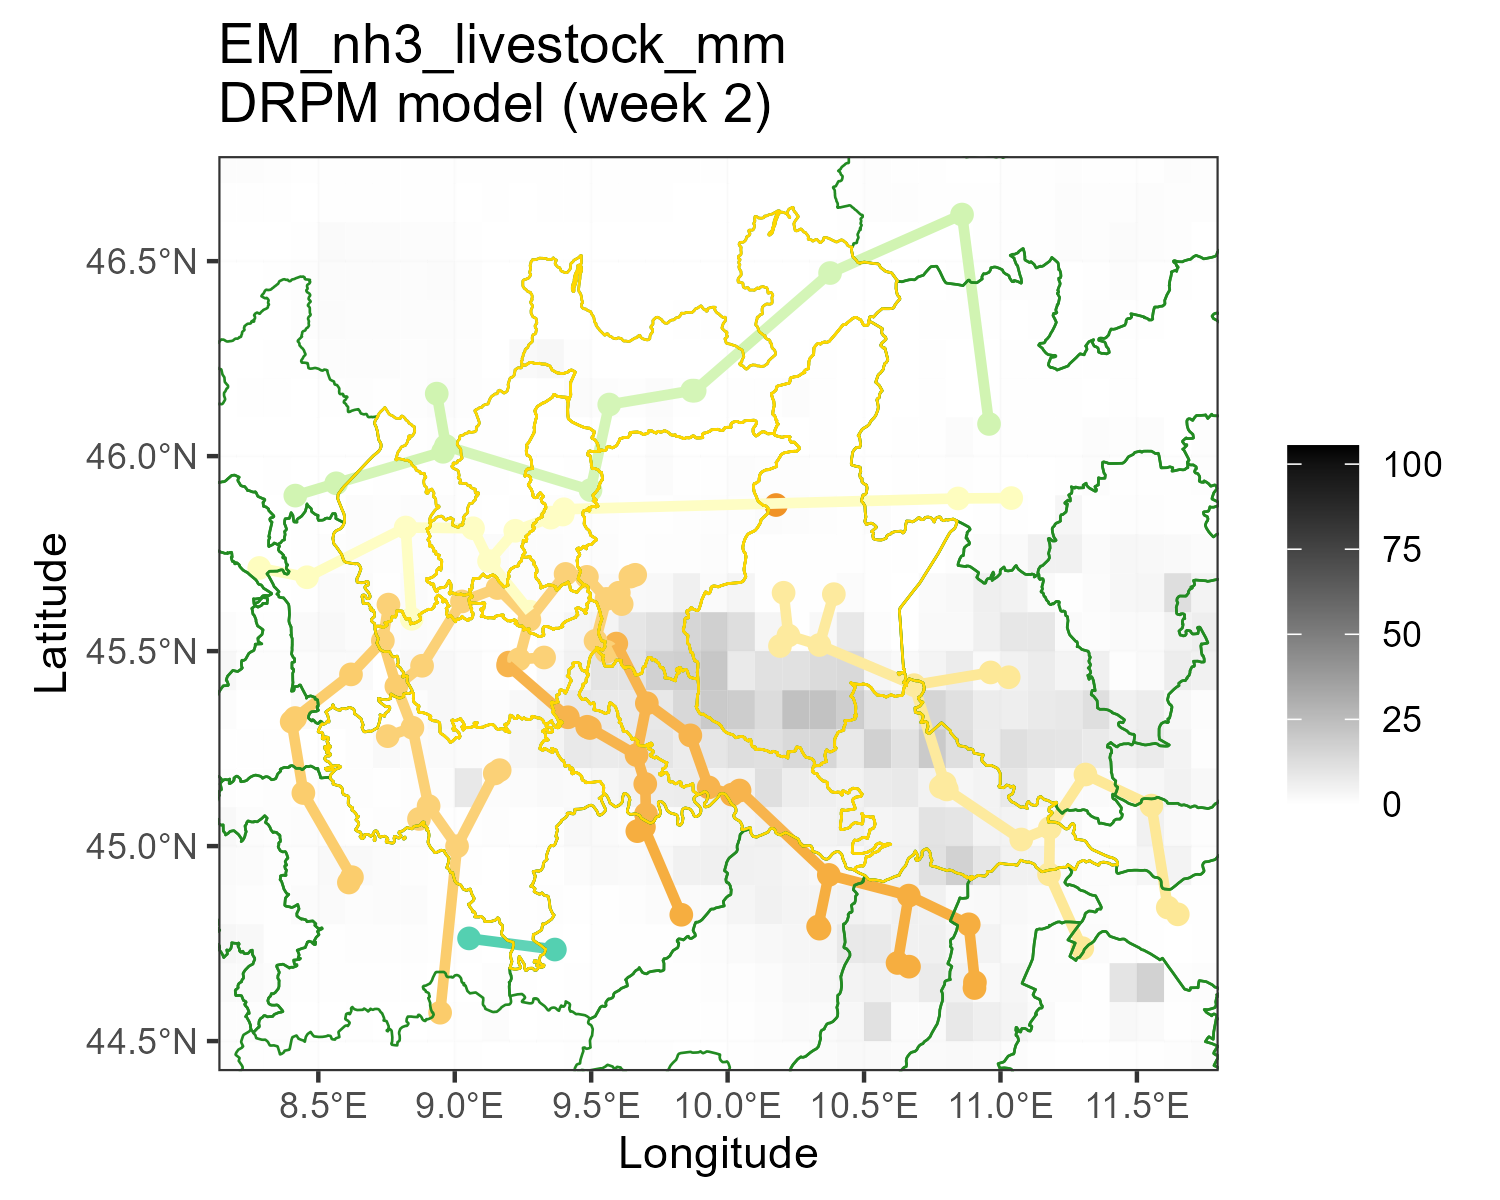 EM_nh3_livestock_mm
DRPM model (week 2)
46.5°N
46.0°N
45.5°N
45.0°N
44.5°N
Latitude
8.5°E
9.0°E
9.5°E
10.0°E
10.5°E
11.0°E
11.5°E
Longitude
100
75
50
25
0